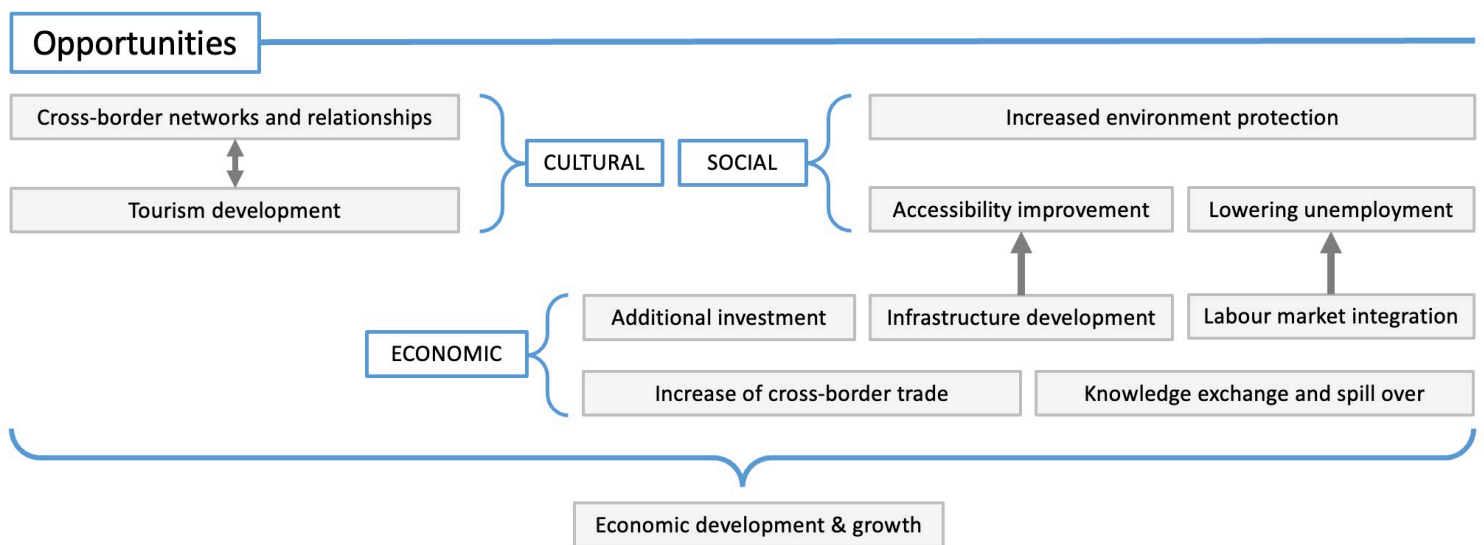 Opportunities
Cross-border networks and relationships
Tourism development
CULTURAL
SOCIAL
Increased environment protection
Accessibility improvement
Lowering unemployment
ECONOMIC
Additional investment
Infrastructure development
Labour market integration
Increase of cross-border trade
Knowledge exchange and spill over
Economic development & growth